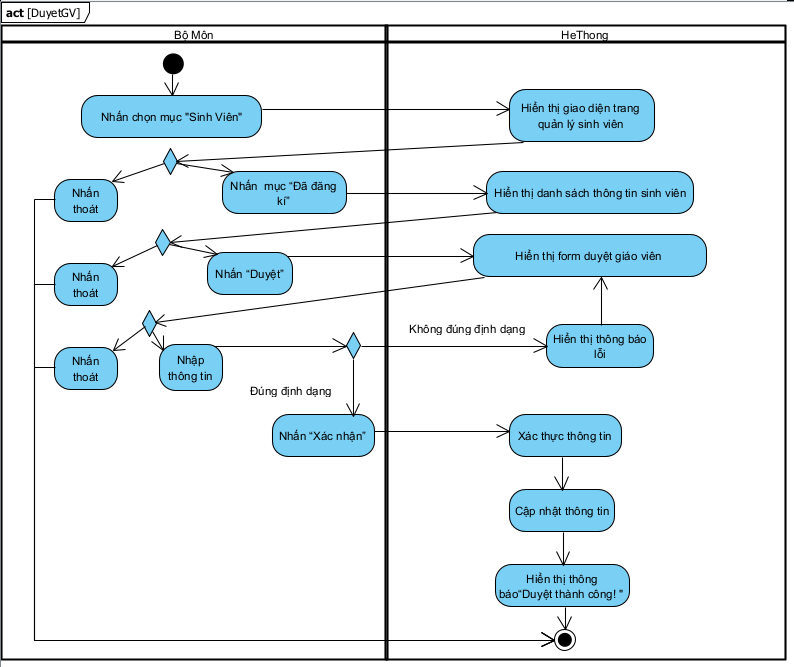 act [DuyetGV]
Bộ Môn
HeThong
Nhấn chọn mục "Sinh Viên"
Hiển thị giao diện trang
quản lý sinh viên
Nhấn
thoát
Nhấn mục “Đã đăng
kí”
Hiển thị danh sách thông tin sinh viên
Nhấn
thoát
Nhấn “Duyệt”
Hiển thị form duyệt giáo viên
Nhấn
thoát
Nhập
thông tin
Không đúng định dạng
Hiển thị thông báo
lỗi
Đúng định dạng
Nhấn “Xác nhận”
Xác thực thông tin
Cập nhật thông tin
Hiển thị thông
báo“Duyệt thành công! "